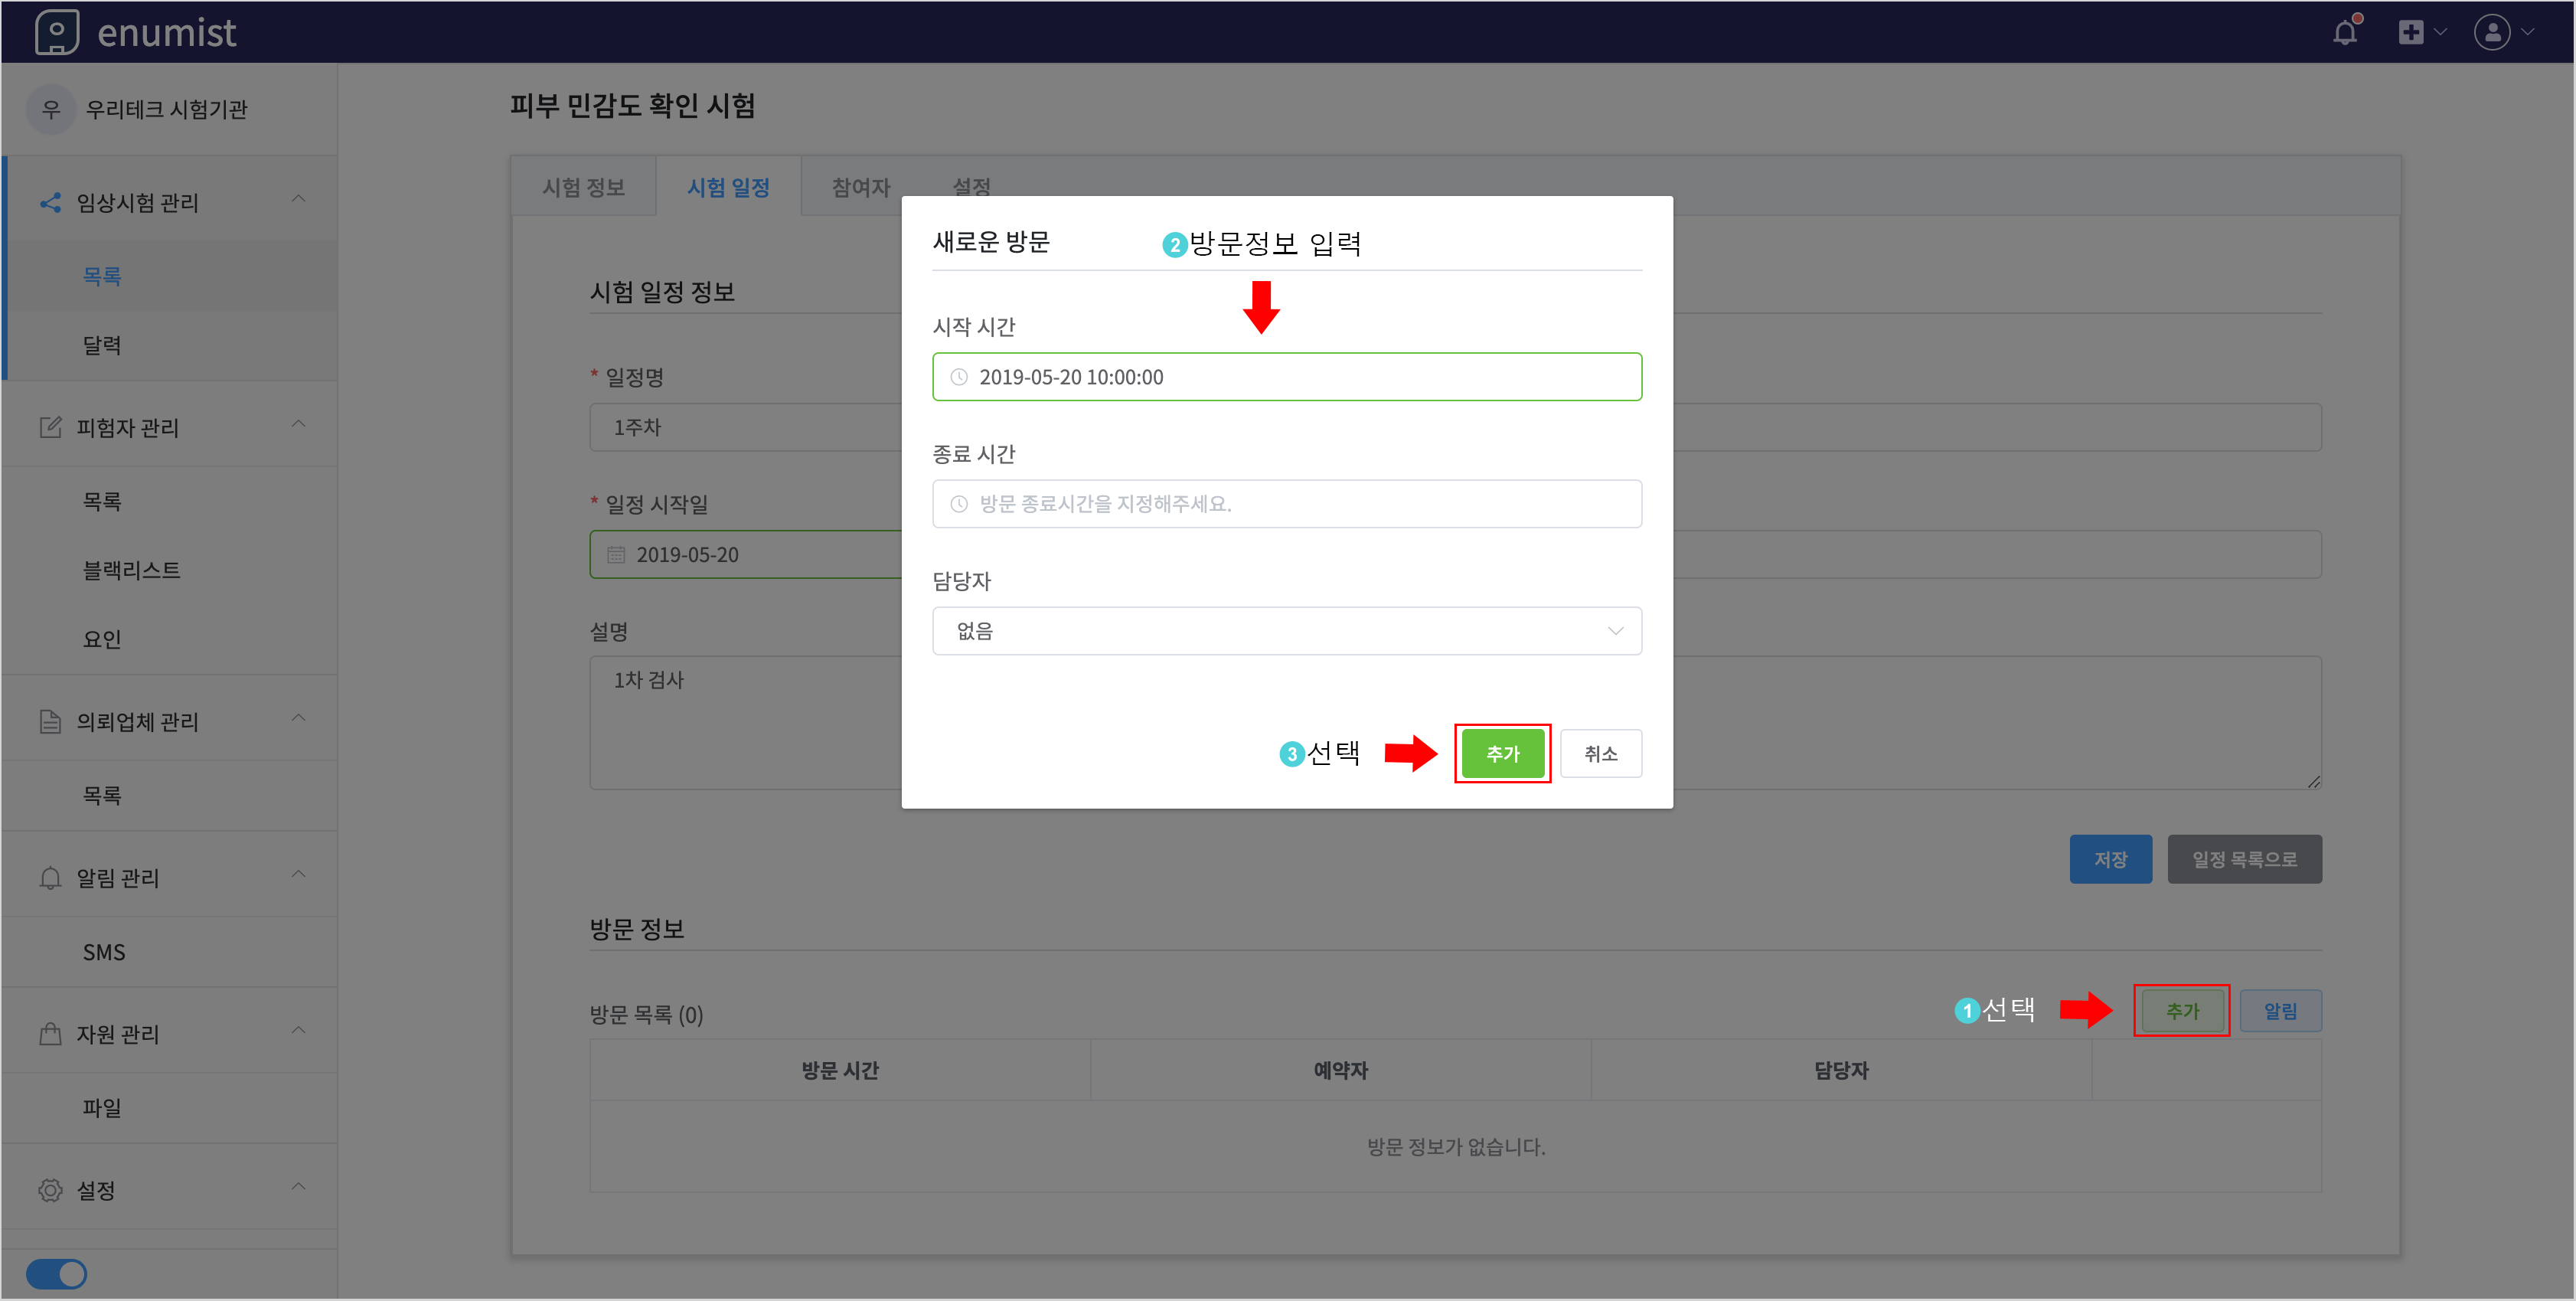 enumist
우 우리테크 시험기관
임상시험 관리
목록
달력
피험자 관리
목록
블랙리스트
요인
의뢰업체 관리
목록
알림 관리
SMS
자원 관리
파일
설정
피부 민감도 확인 시험
시험 정보 시험 일정 참여자 설정
시험 일정 정보
* 일정명
1주차
* 일정 시작일
2019-05-20
설명
1차 검사
저장 일정 목록으로
새로운 방문
2 방문정보 입력
시작 시간
2019-05-20 10:00:00
종료 시간
방문 종료시간을 지정해주세요.
담당자
없음
3 선택 추가 취소
방문 정보
방문 목록 (0)
1 선택 추가 알림
방문 시간 예약자 담당자
방문 정보가 없습니다.